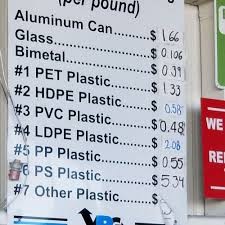 (per pound)
Aluminum Can..........$ 1.66
Glass.......................$ 0.106
Bimetal....................$ 0.39
#1 PET Plastic.........$ 1.33
#2 HDPE Plastic......$ 0.58
#3 PVC Plastic........$ 0.48
#4 LDPE Plastic......$ 2.08
#5 PP Plastic...........$ 0.55
#6 PS Plastic...........$ 5.34
#7 Other Plastic......$
WE
RE